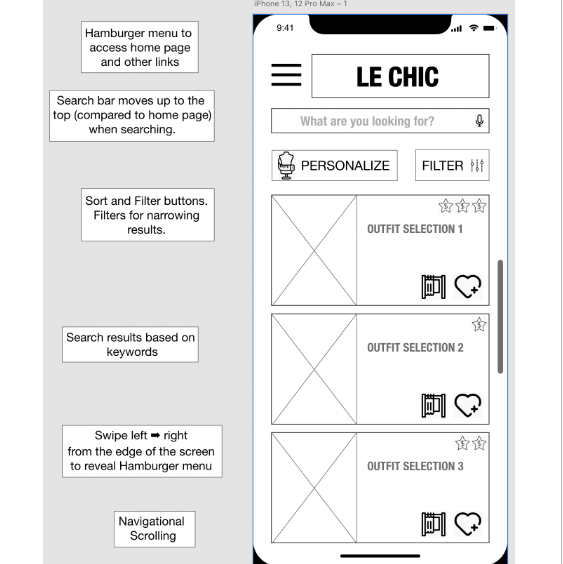 iPhone 13, 12 Pro Max – 1
Hamburger menu to
access home page
and other links
Search bar moves up to the
top (compared to home page)
when searching.
Sort and Filter buttons.
Filters for narrowing
results.
Search results based on
keywords
Swipe left ➡ right
from the edge of the screen
to reveal Hamburger menu
Navigational
Scrolling
9:41
LE CHIC
What are you looking for?
PERSONALIZE
FILTER
$ $ $
OUTFIT SELECTION 1
$
OUTFIT SELECTION 2
$ $
OUTFIT SELECTION 3